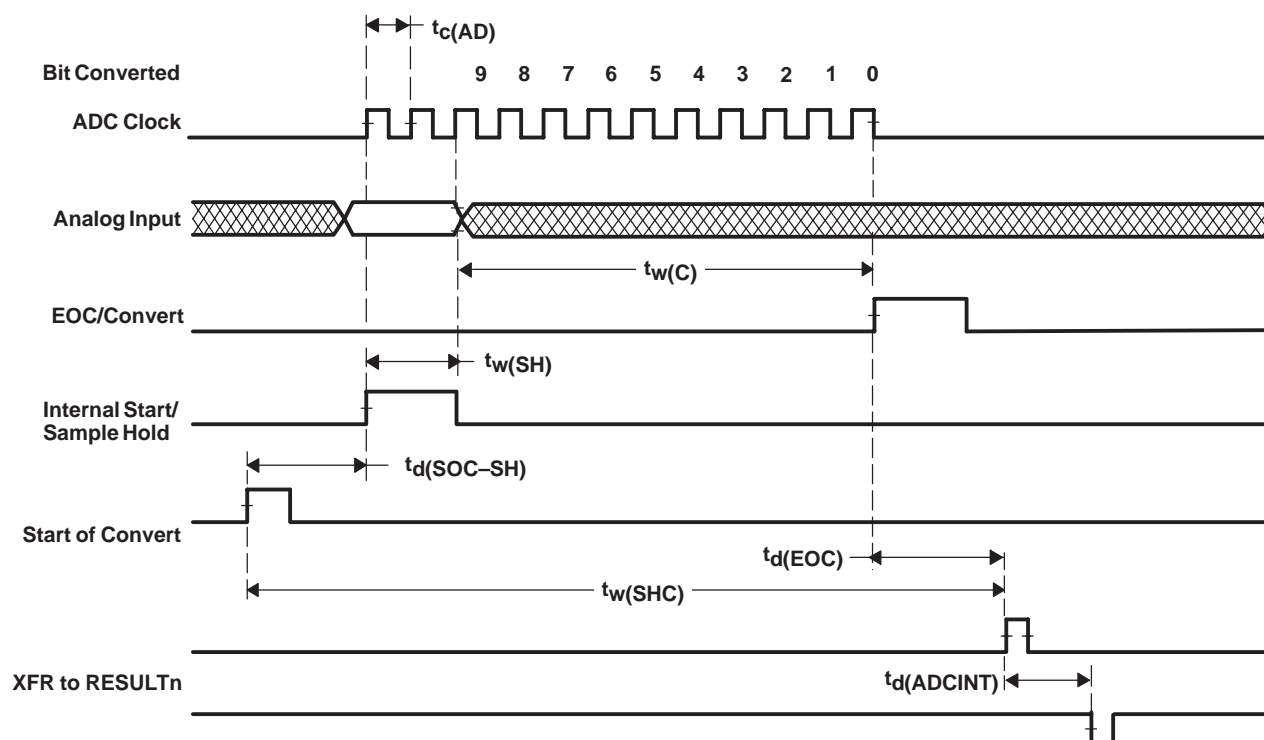 tc(AD)
Bit Converted
9 8 7 6 5 4 3 2 1 0
ADC Clock
Analog Input
tw(C)
EOC/Convert
tw(SH)
Internal Start/
Sample Hold
td(SOC–SH)
Start of Convert
td(EOC)
tw(SHC)
XFR to RESULTn
td(ADCINT)